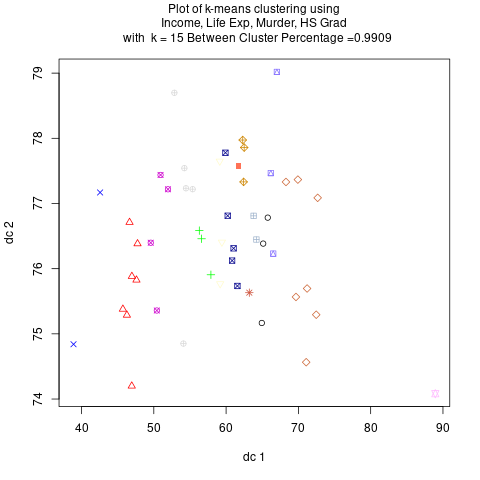 Plot of k-means clustering using
Income, Life Exp, Murder, HS Grad
with  k = 15 Between Cluster Percentage =0.9909
79
78
77
76
75
74
dc 2
40 50 60 70 80 90
dc 1